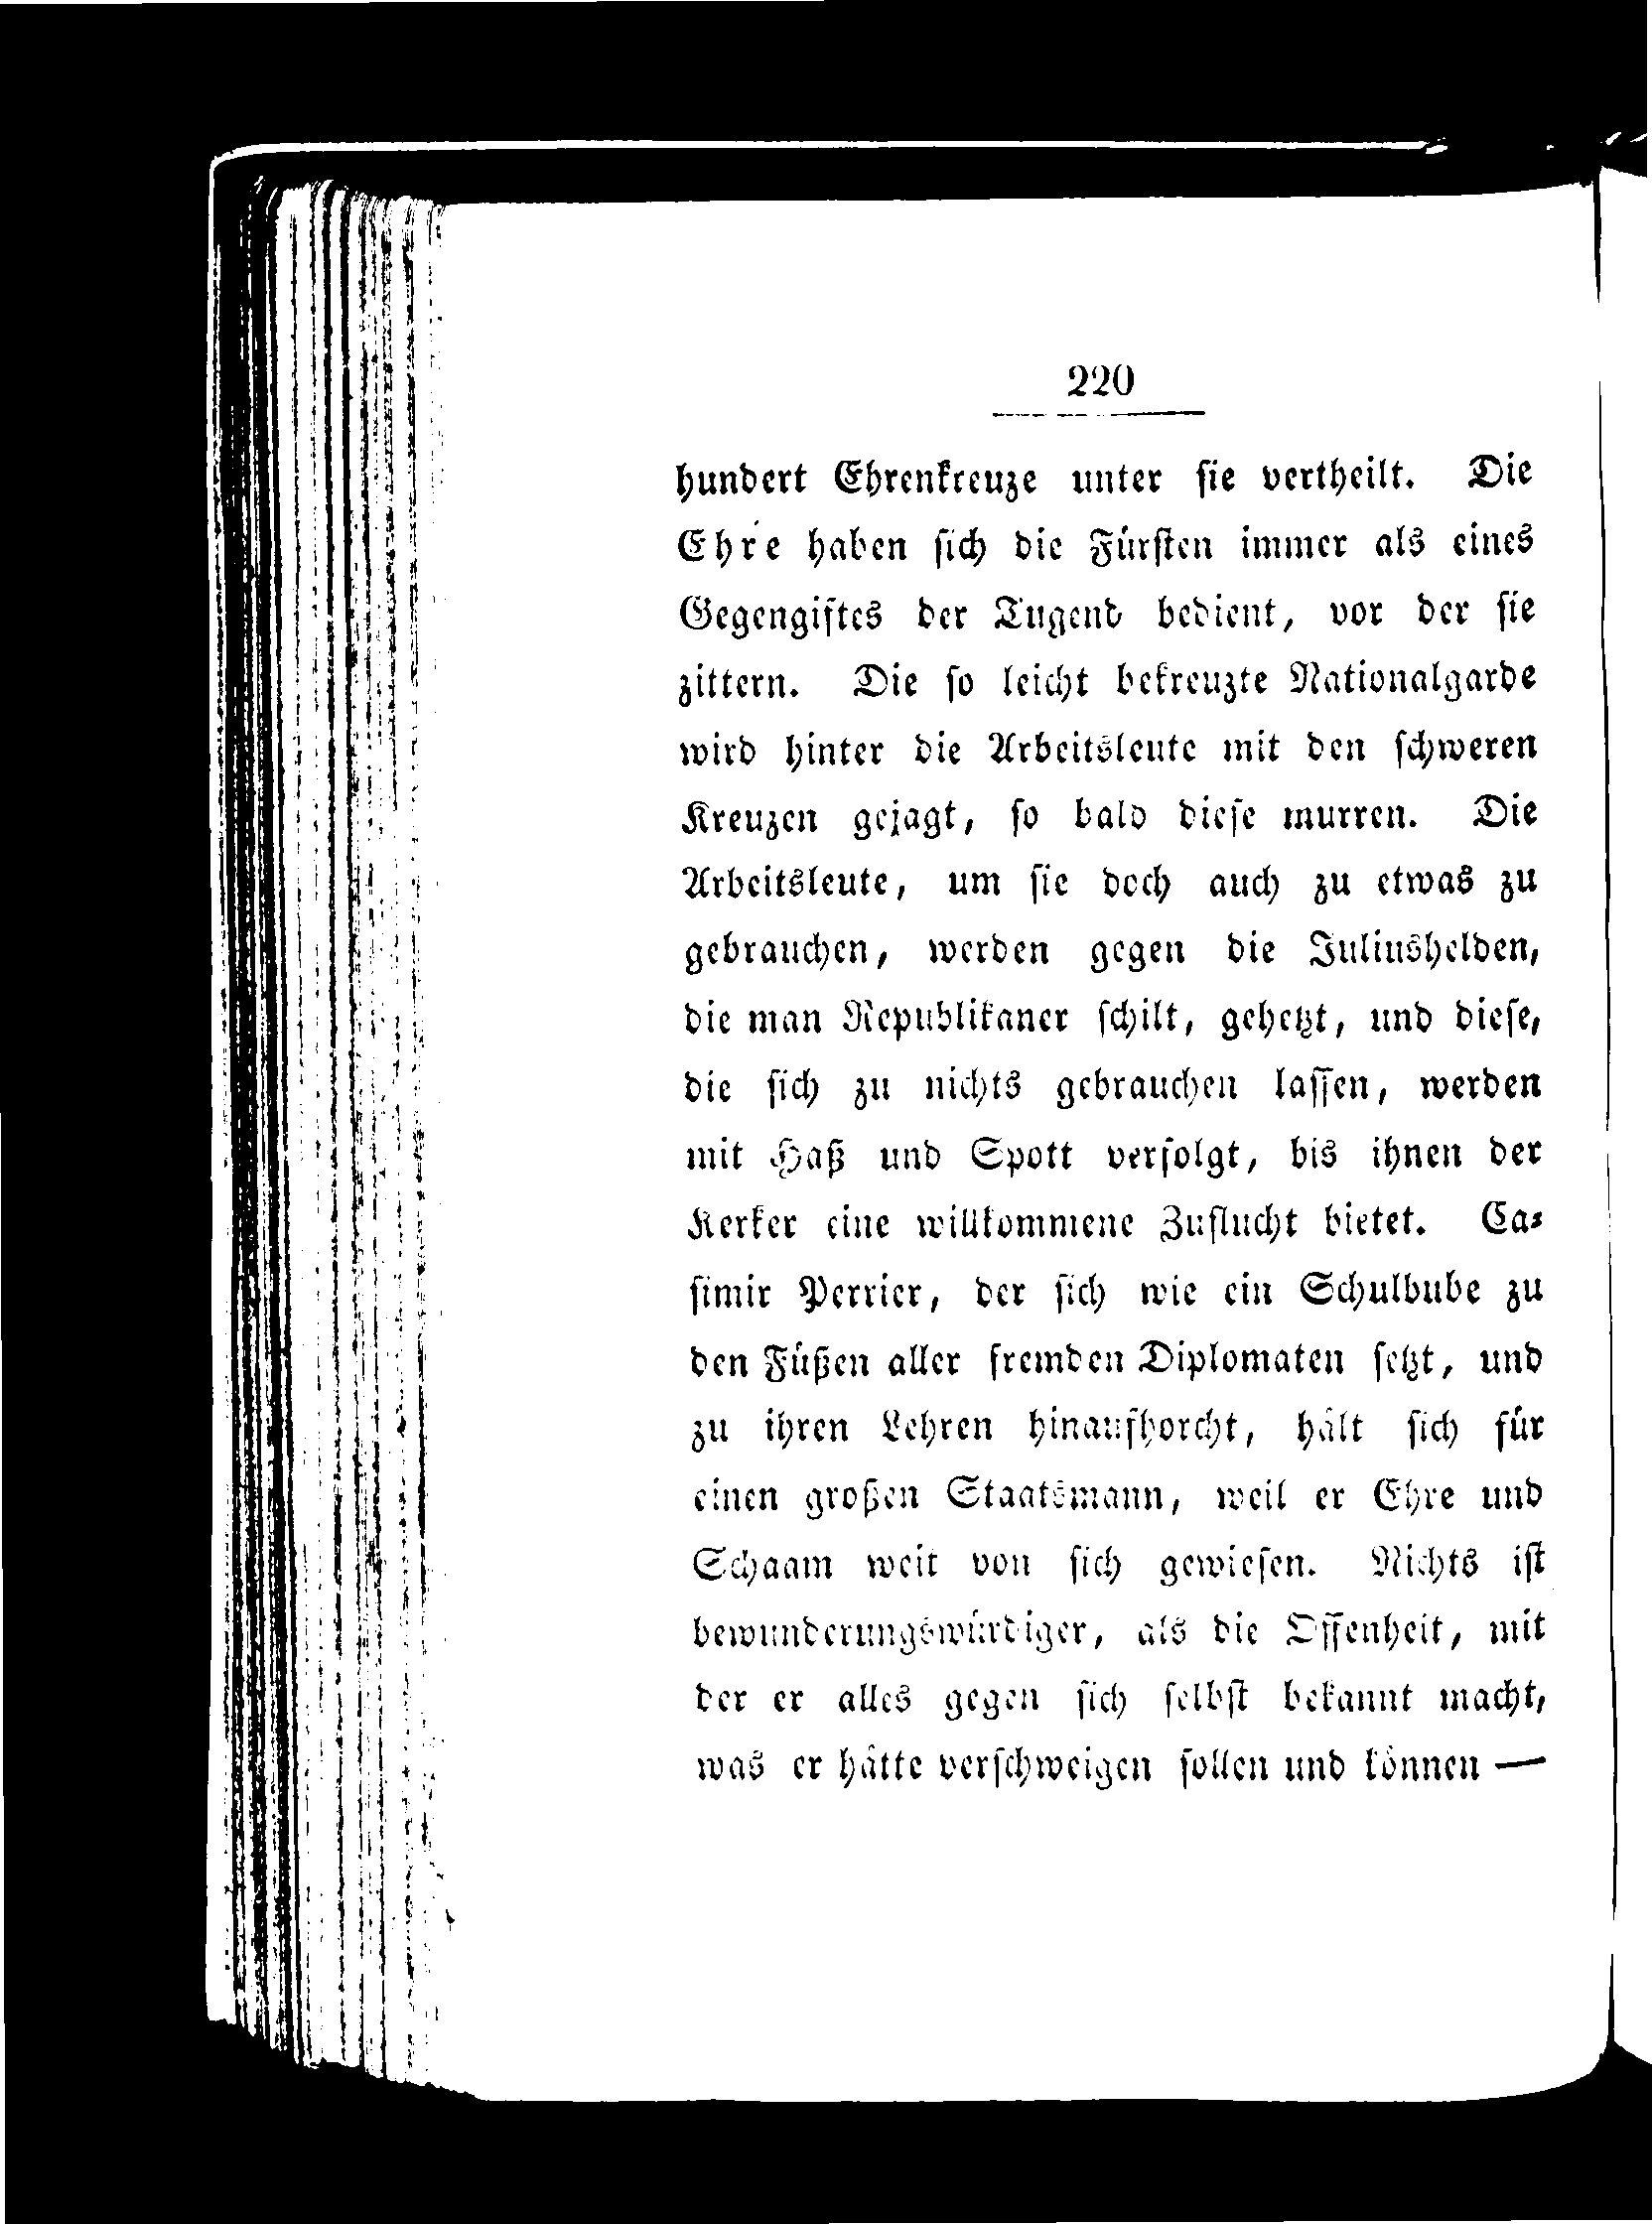 220
hundert Ehrenkreuze unter sie vertheilt. Die
Ehre haben sich die Fürsten immer als eines
Gegengiftes der Tugend bedient, vor der sie
zittern. Die so leicht bekreuzte Nationalgarde
wird hinter die Arbeitsleute mit den schweren
Kreuzen gejagt, so bald diese murren. Die
Arbeitsleute, um sie doch auch zu etwas zu
gebrauchen, werden gegen die Juliushelden,
die man Republikaner schilt, gehetzt, und diese,
die sich zu nichts gebrauchen lassen, werden
mit Haß und Spott verfolgt, bis ihnen der
Kerker eine willkommene Zuflucht bietet. Ca-
simir Perrier, der sich wie ein Schulbube zu
den Füßen aller fremden Diplomaten setzt, und
zu ihren Lehren hinaufhorcht, hält sich für
einen großen Staatsmann, weil er Ehre und
Schaam weit von sich gewiesen. Nichts ist
bewunderungswürdiger, als die Offenheit, mit
der er alles gegen sich selbst bekannt macht,
was er hätte verschweigen sollen und können —